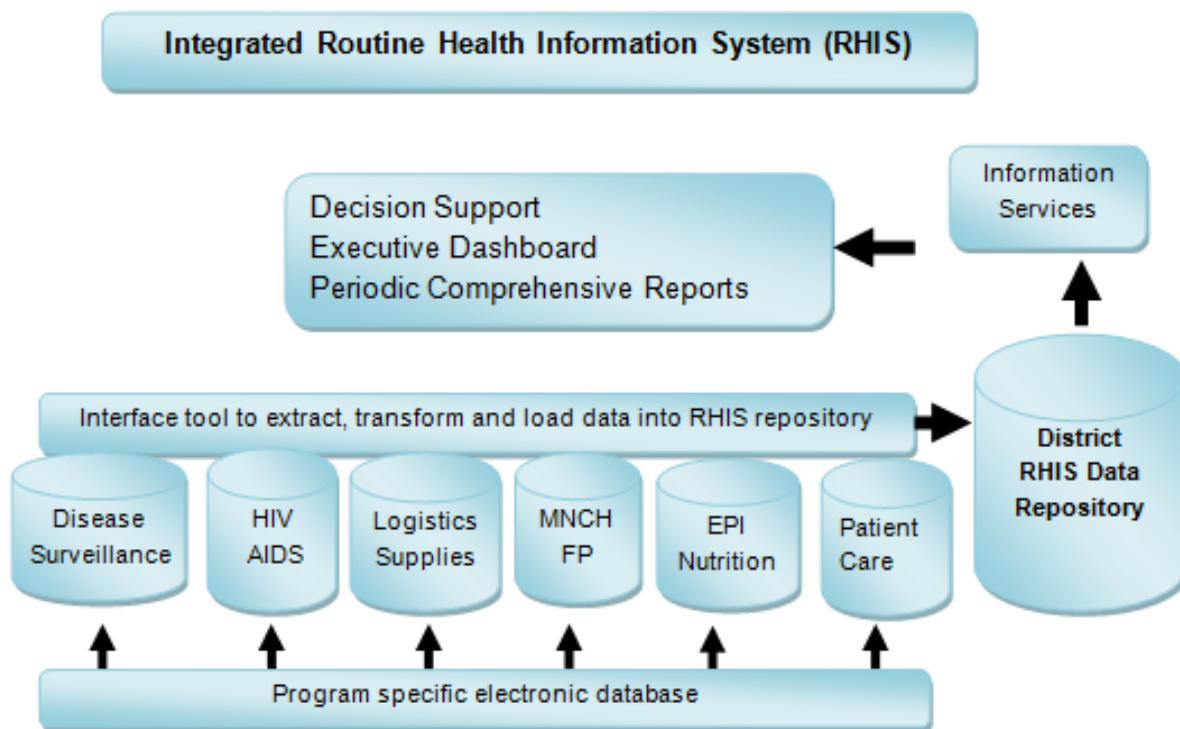 Integrated Routine Health Information System (RHIS)
Information
Services
Decision Support
Executive Dashboard
Periodic Comprehensive Reports
Interface tool to extract, transform and load data into RHIS repository
District
RHIS Data
Repository
Disease
Surveillance
HIV
AIDS
Logistics
Supplies
MNCH
FP
EPI
Nutrition
Patient
Care
Program specific electronic database